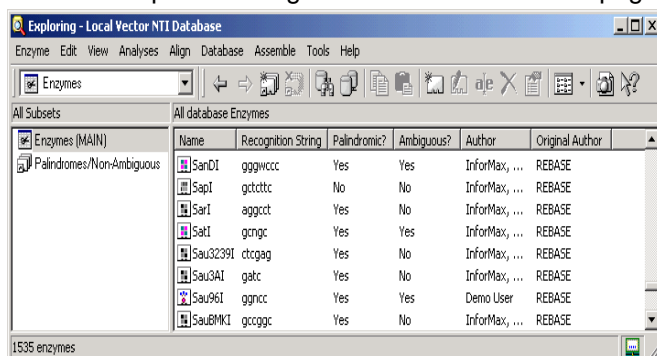 Exploring - Local Vector NTI Database
Enzyme Edit View Analyses Align Database Assemble Tools Help
Enzymes
All Subsets
All database Enzymes
Enzymes (MAIN)
Palindromes/Non-Ambiguous
Name Recognition String Palindromic? Ambiguous? Author Original Author
SanDI gggwccc Yes Yes InforMax, ... REBASE
SapI gctcttc No No InforMax, ... REBASE
SarI aggcct Yes No InforMax, ... REBASE
SatI gcngc Yes Yes InforMax, ... REBASE
Sau3239I ctcgag Yes No InforMax, ... REBASE
Sau3AI gatc Yes No InforMax, ... REBASE
Sau96I ggncc Yes Yes Demo User REBASE
SauBMKI gccggc Yes No InforMax, ... REBASE
1535 enzymes